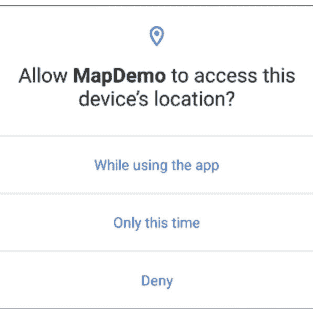 Allow MapDemo to access this
device’s location?
While using the app
Only this time
Deny